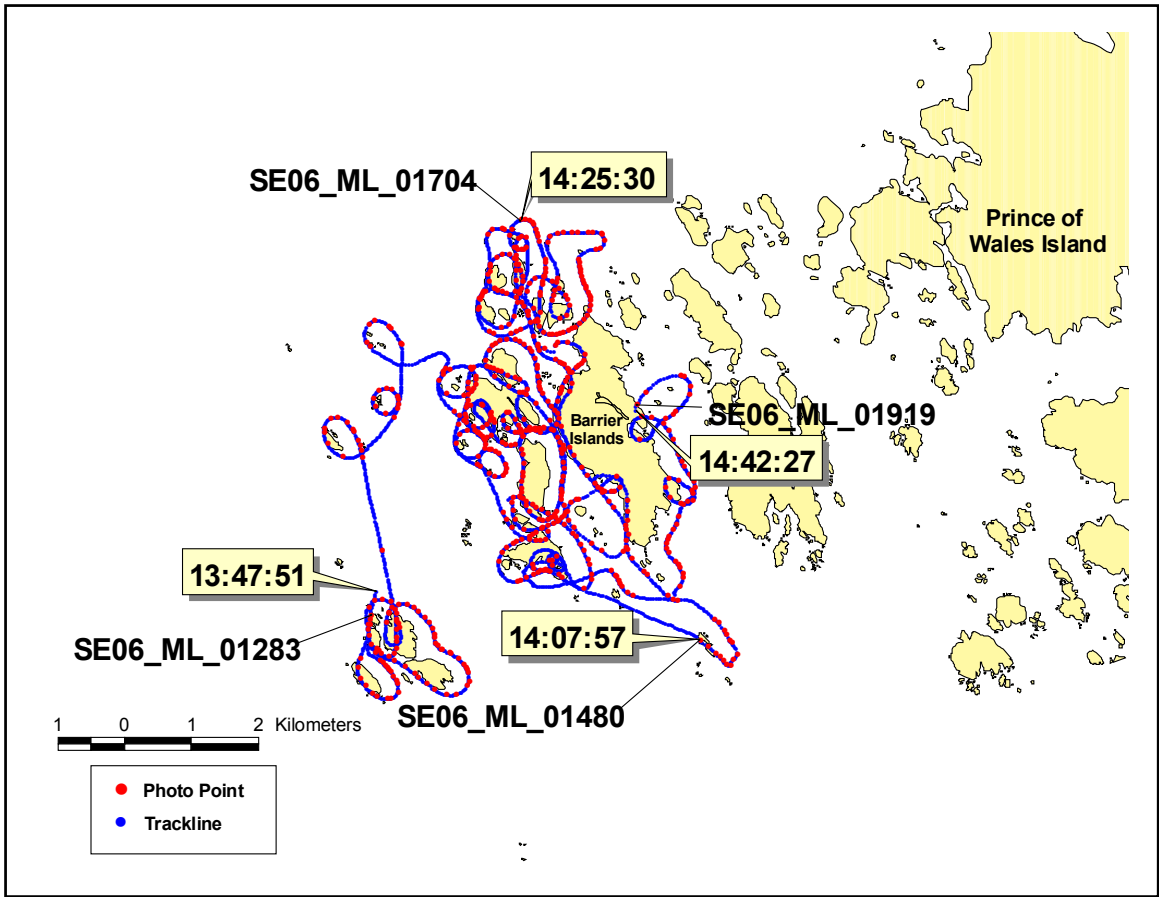 SE06_ML_01704
14:25:30
Prince of
Wales Island
SE06_ML_01919
Barrier
Islands
14:42:27
13:47:51
14:07:57
SE06_ML_01283
SE06_ML_01480
1 0 1 2 Kilometers
Photo Point
Trackline